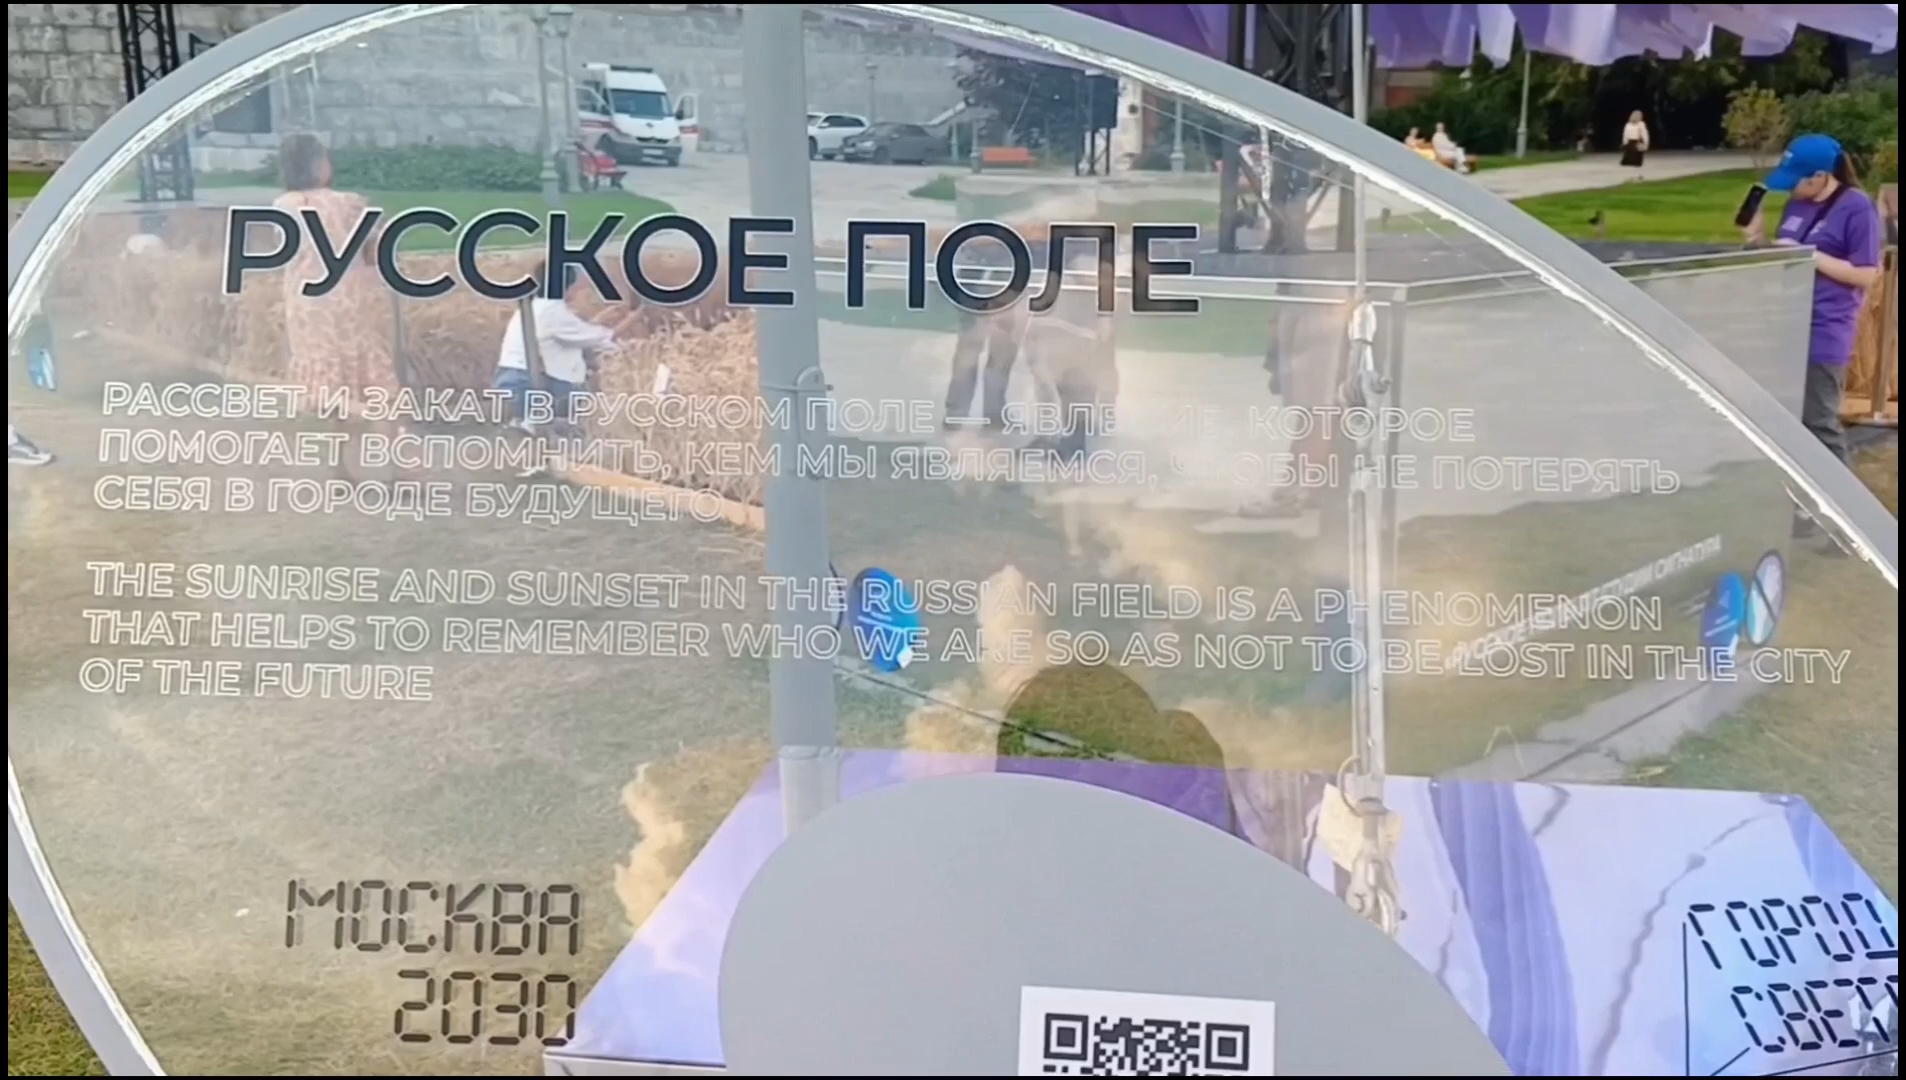 РУССКОЕ ПОЛЕ
РАССВЕТ И ЗАКАТ В РУССКОМ ПОЛЕ — ЯВЛЕНИЕ, КОТОРОЕ
ПОМОГАЕТ ВСПОМНИТЬ, КЕМ МЫ ЯВЛЯЕМСЯ, ЧТОБЫ НЕ ПОТЕРЯТЬ
СЕБЯ В ГОРОДЕ БУДУЩЕГО
THE SUNRISE AND SUNSET IN THE RUSSIAN FIELD IS A PHENOMENON
THAT HELPS TO REMEMBER WHO WE ARE SO AS NOT TO BE LOST IN THE CITY
OF THE FUTURE
МОСКВА
2030
ГОРОД
СВЕТ